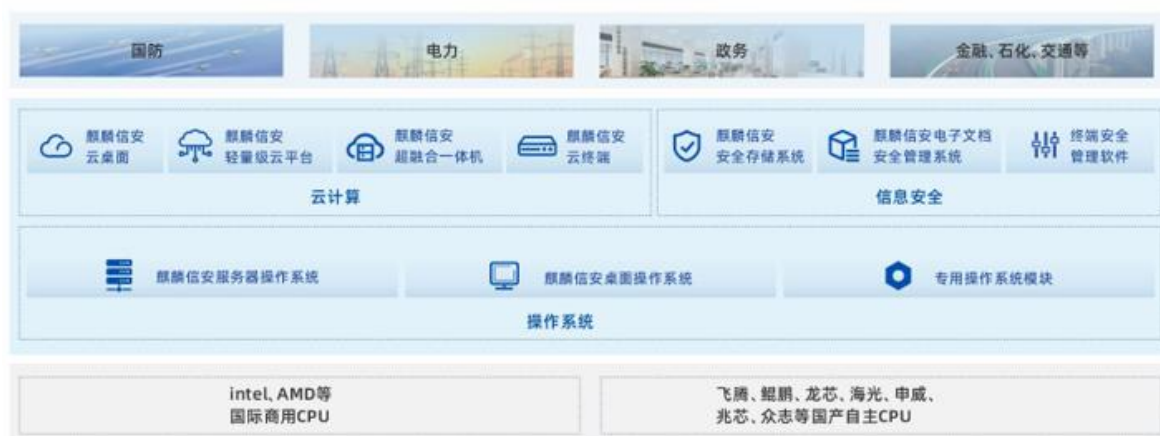 国防
电力
政务
金融、石化、交通等
麒麟信安
云桌面
麒麟信安
轻量级云平台
麒麟信安
超融合一体机
麒麟信安
云终端
云计算
麒麟信安
安全存储系统
麒麟信安电子文档
安全管理系统
终端安全
管理软件
信息安全
麒麟信安服务器操作系统
麒麟信安桌面操作系统
专用操作系统模块
操作系统
intel、AMD等
国际商用CPU
飞腾、鲲鹏、龙芯、海光、申威、
兆芯、众志等国产自主CPU